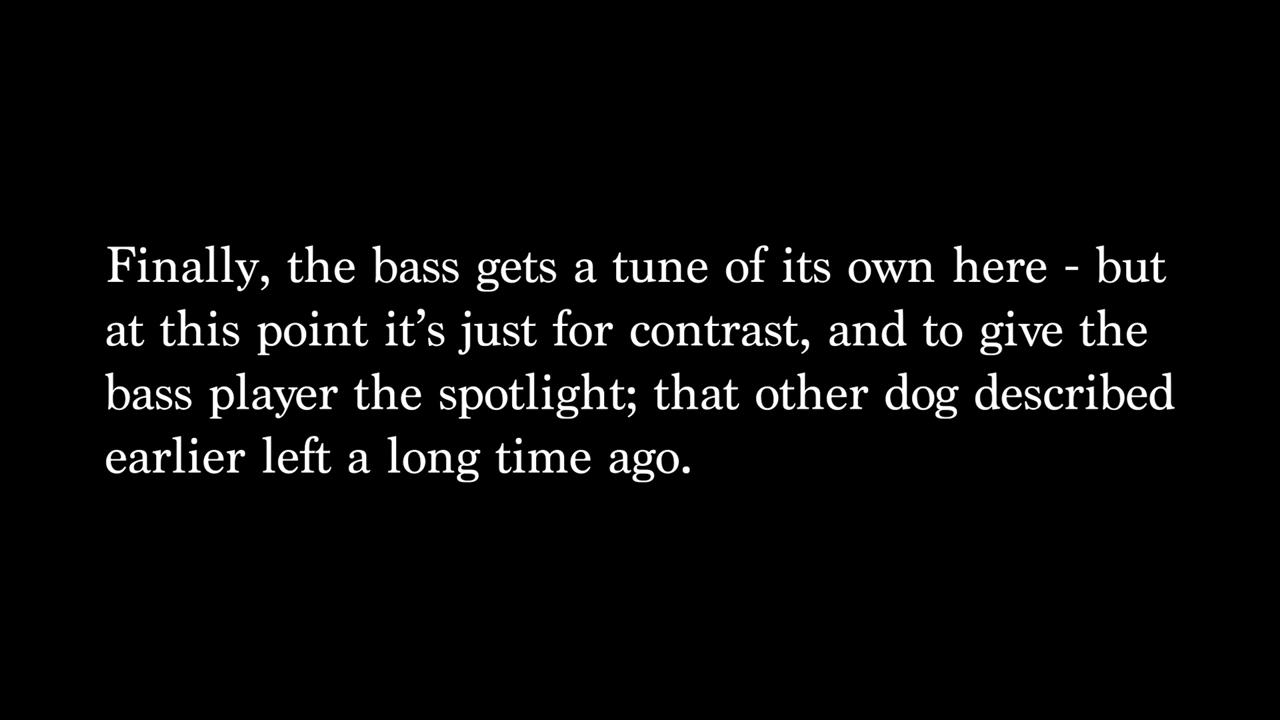 Finally, the bass gets a tune of its own here - but
at this point it’s just for contrast, and to give the
bass player the spotlight; that other dog described
earlier left a long time ago.